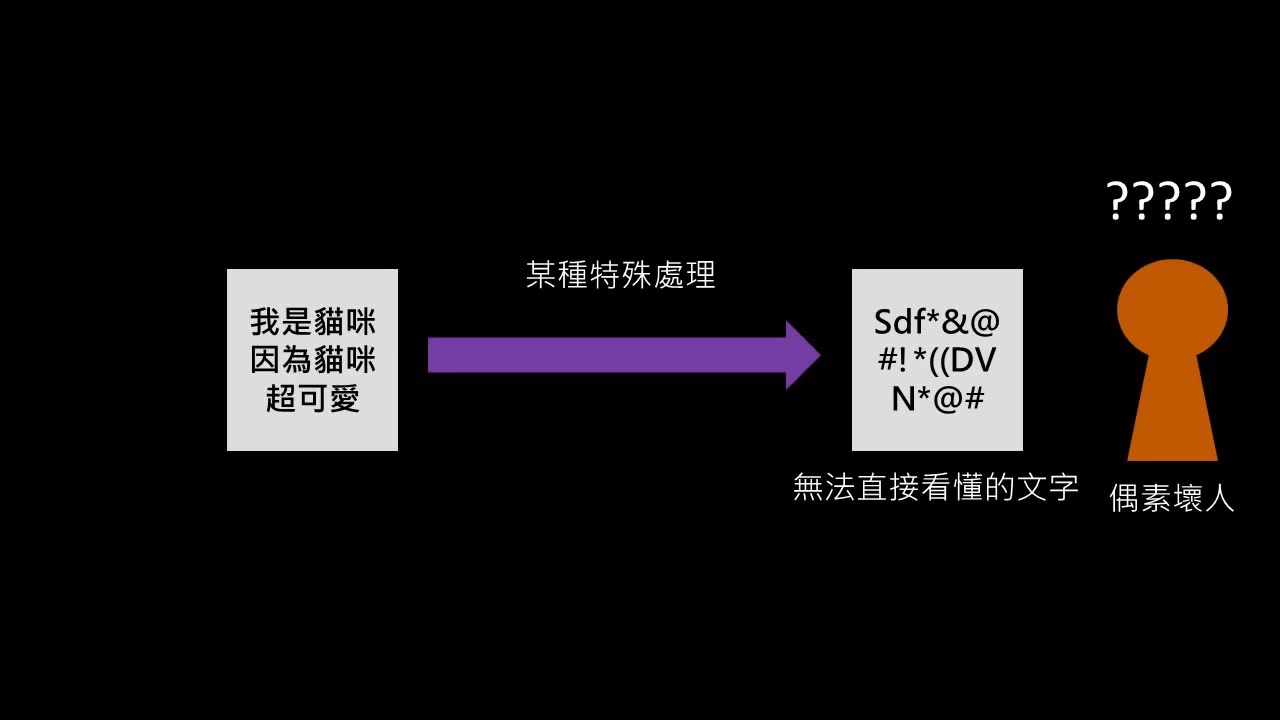 ?????
某種特殊處理
我是貓咪
因為貓咪
超可愛
Sdf*&@
#!*((DV
N*@#
無法直接看懂的文字
偶素壞人